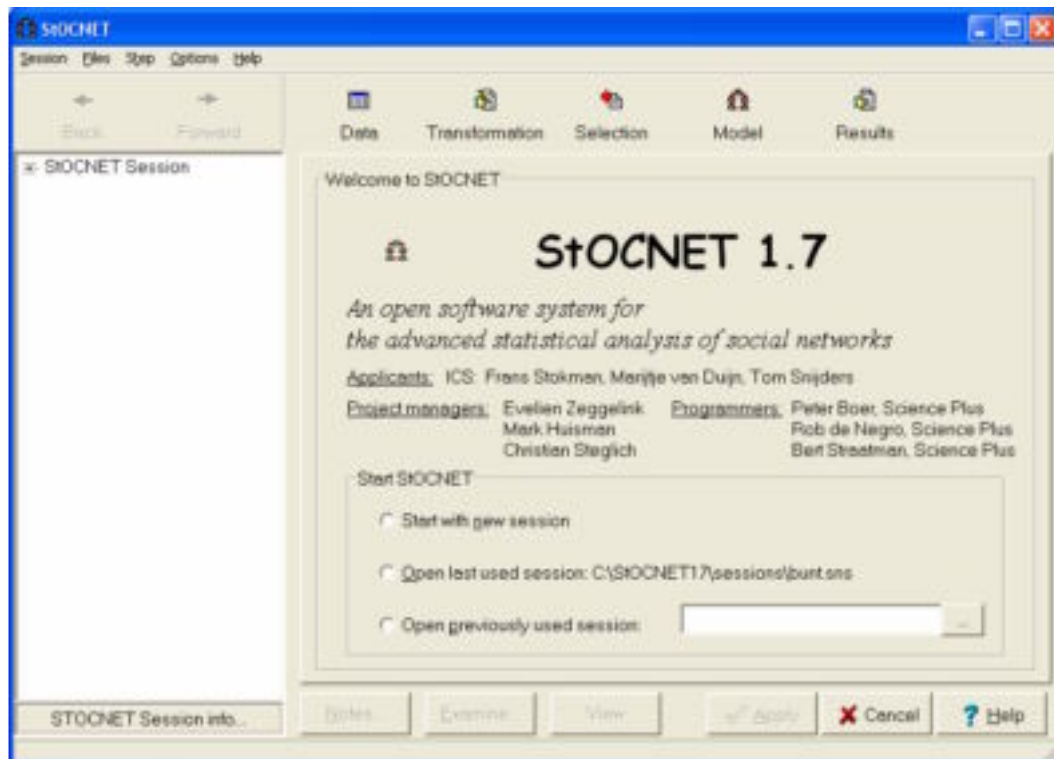 StOCNET
Session Files Step Options Help
Back Forward
Data Transformation Selection Model Results
StOCNET Session
Welcome to StOCNET
StOCNET 1.7
An open software system for
the advanced statistical analysis of social networks
Applicants: ICS: Frans Stokman, Marijtje van Duijn, Tom Snijders
Project managers: Evelien Zeggelink Programmers: Peter Boer, Science Plus
Mark Huisman Rob de Negro, Science Plus
Christian Steglich Bert Straatman, Science Plus
Start StOCNET
Start with new session
Open last used session: C:\StOCNET17\sessions\bunt.sns
Open previously used session:
...
STOCNET Session info...
Notes... Examine View Apply Cancel Help